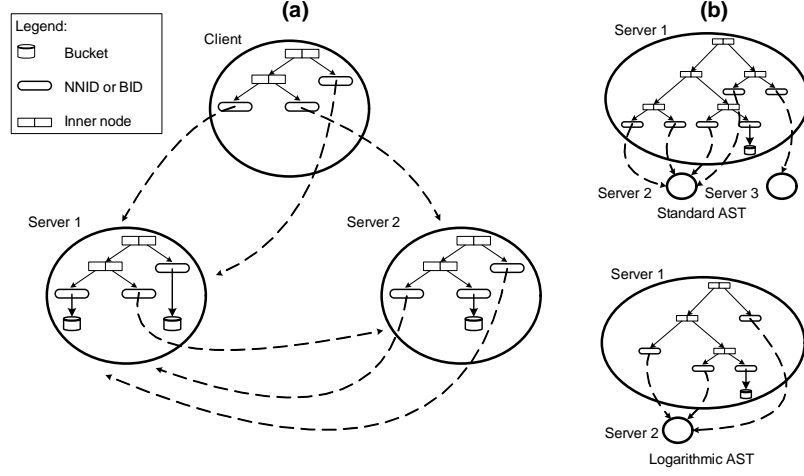 (a)
(b)
Legend:
Bucket
NNID or BID
Inner node
Client
Server 1
Server 2
Server 1
Server 2
Server 3
Standard AST
Server 1
Server 2
Logarithmic AST